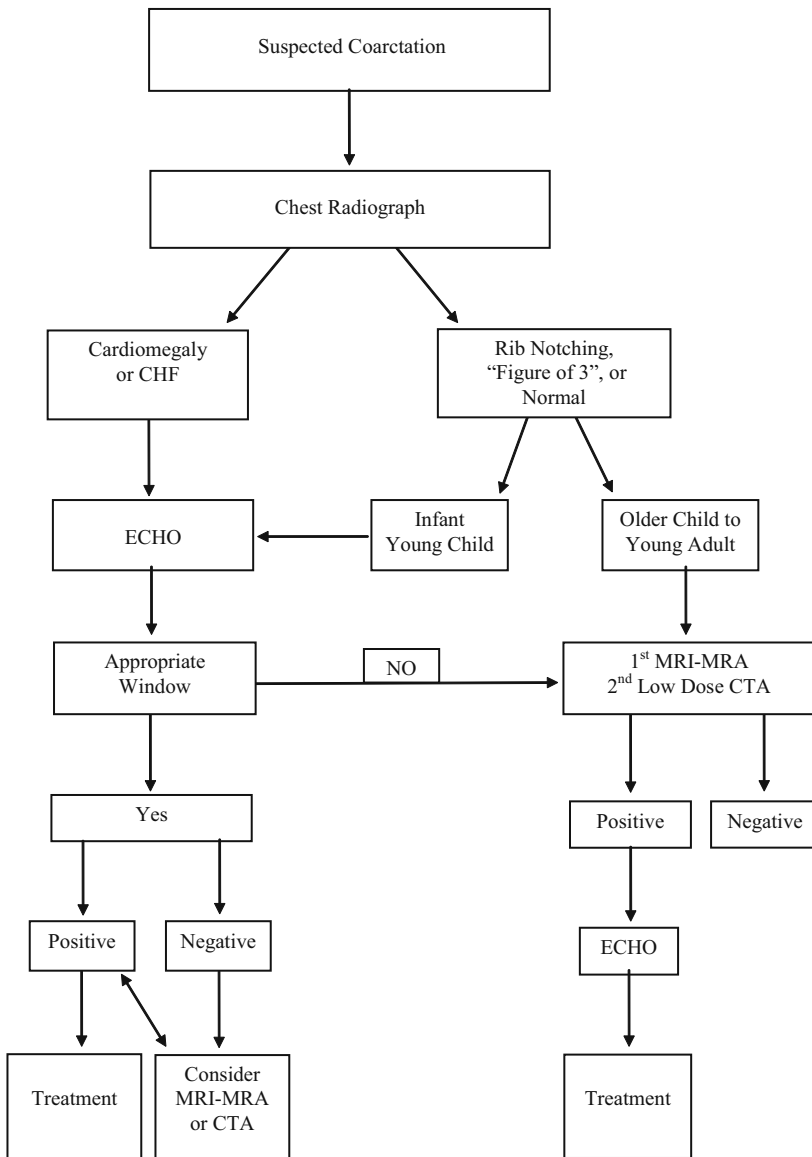 Suspected Coarctation
Chest Radiograph
Cardiomegaly
or CHF
Rib Notching,
“Figure of 3”, or
Normal
ECHO
Infant
Young Child
Older Child to
Young Adult
Appropriate
Window
NO
1st MRI-MRA
2nd Low Dose CTA
Yes
Positive
Negative
Positive
Negative
ECHO
Treatment
Consider
MRI-MRA
or CTA
Treatment